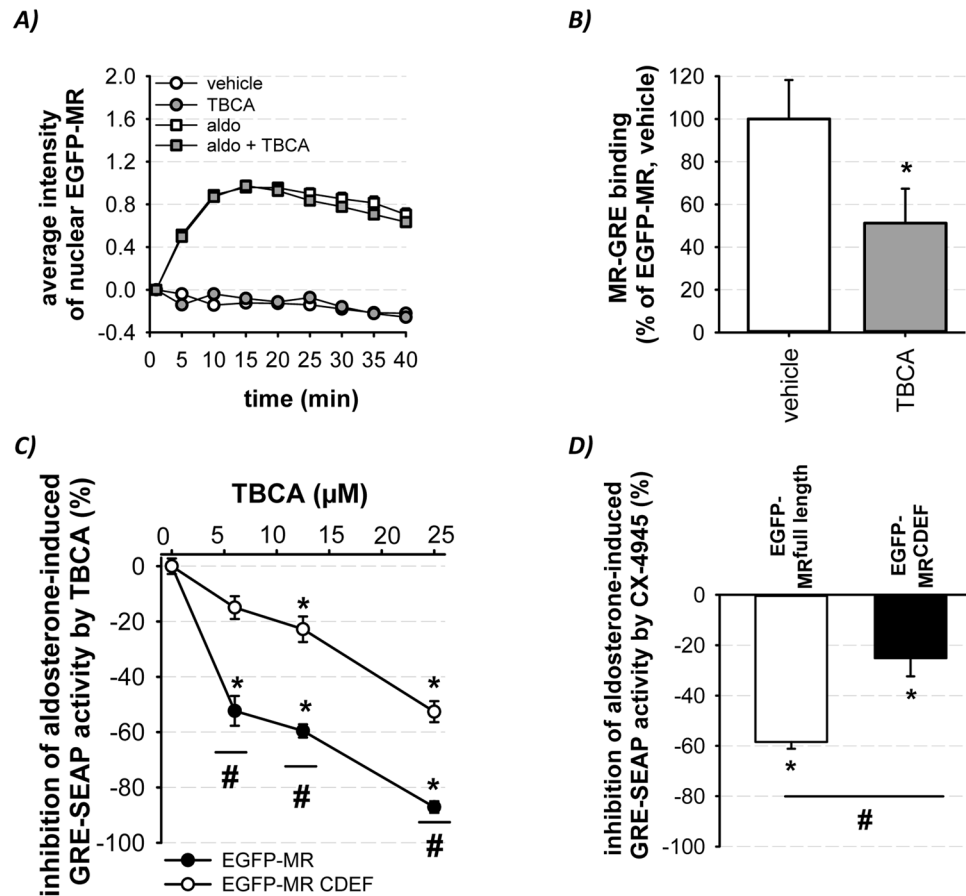 A)
average intensity
of nuclear EGFP-MR
2.0
1.6
1.2
0.8
0.4
0.0
-0.4
vehicle
TBCA
aldo
aldo + TBCA
0 5 10 15 20 25 30 35 40
time (min)
B)
MR-GRE binding
(% of EGFP-MR, vehicle)
120
100
80
60
40
20
0
*
vehicle
TBCA
C)
inhibition of aldosterone-induced
GRE-SEAP activity by TBCA (%)
TBCA (µM)
0 5 10 15 20 25
0
-20
-40
-60
-80
-100
*
*
*
*
*
#
#
#
EGFP-MR
EGFP-MR CDEF
D)
inhibition of aldosterone-induced
GRE-SEAP activity by CX-4945 (%)
EGFP-
MRfull length
EGFP-
MRCDEF
0
-20
-40
-60
-80
-100
*
*
#